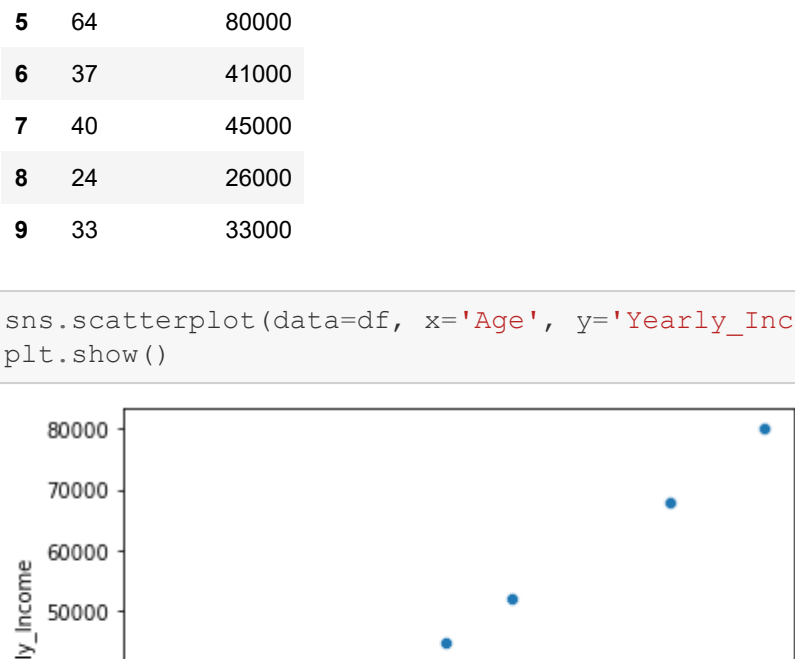 5 64 80000
6 37 41000
7 40 45000
8 24 26000
9 33 33000
sns.scatterplot(data=df, x='Age', y='Yearly_Inc
plt.show()
80000
70000
60000
50000
ly_Income